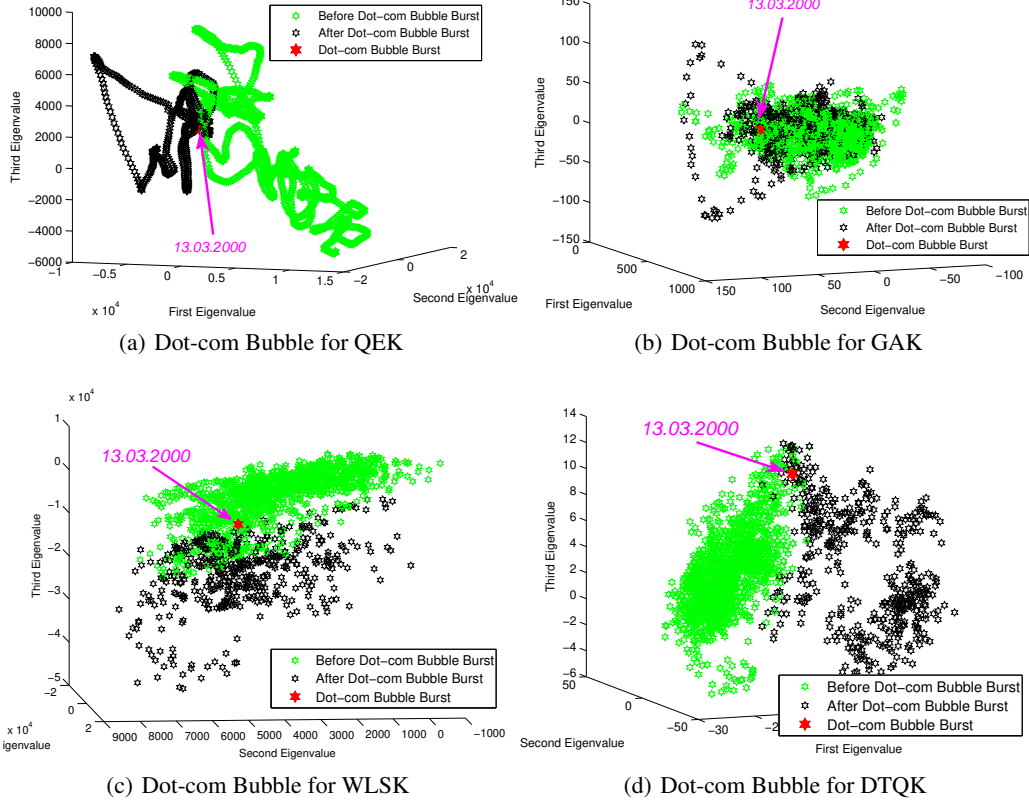 10000
8000
6000
4000
2000
0
−2000
−4000
−6000
Third Eigenvalue
−1
−0.5
0
0.5
1
1.5
x 10^4
First Eigenvalue
−2
0
2
x 10^4
Second Eigenvalue
Before Dot−com Bubble Burst
After Dot−com Bubble Burst
Dot−com Bubble Burst
13.03.2000
(a) Dot-com Bubble for QEK
13.03.2000
150
100
50
0
−50
−100
−150
Third Eigenvalue
500
1000
First Eigenvalue
150
100
50
0
−50
−100
Second Eigenvalue
Before Dot−com Bubble Burst
After Dot−com Bubble Burst
Dot−com Bubble Burst
(b) Dot-com Bubble for GAK
x 10^4
1
0
−1
−2
−3
−4
−5
Third Eigenvalue
13.03.2000
−2
0
2
x 10^4
igenvalue
9000
8000
7000
6000
5000
4000
3000
2000
1000
0
−1000
Second Eigenvalue
Before Dot−com Bubble Burst
After Dot−com Bubble Burst
Dot−com Bubble Burst
(c) Dot-com Bubble for WLSK
14
12
10
8
6
4
2
0
−2
−4
−6
Third Eigenvalue
13.03.2000
50
0
−50
Second Eigenvalue
−30
First Eigenvalue
Before Dot−com Bubble Burst
After Dot−com Bubble Burst
Dot−com Bubble Burst
(d) Dot-com Bubble for DTQK